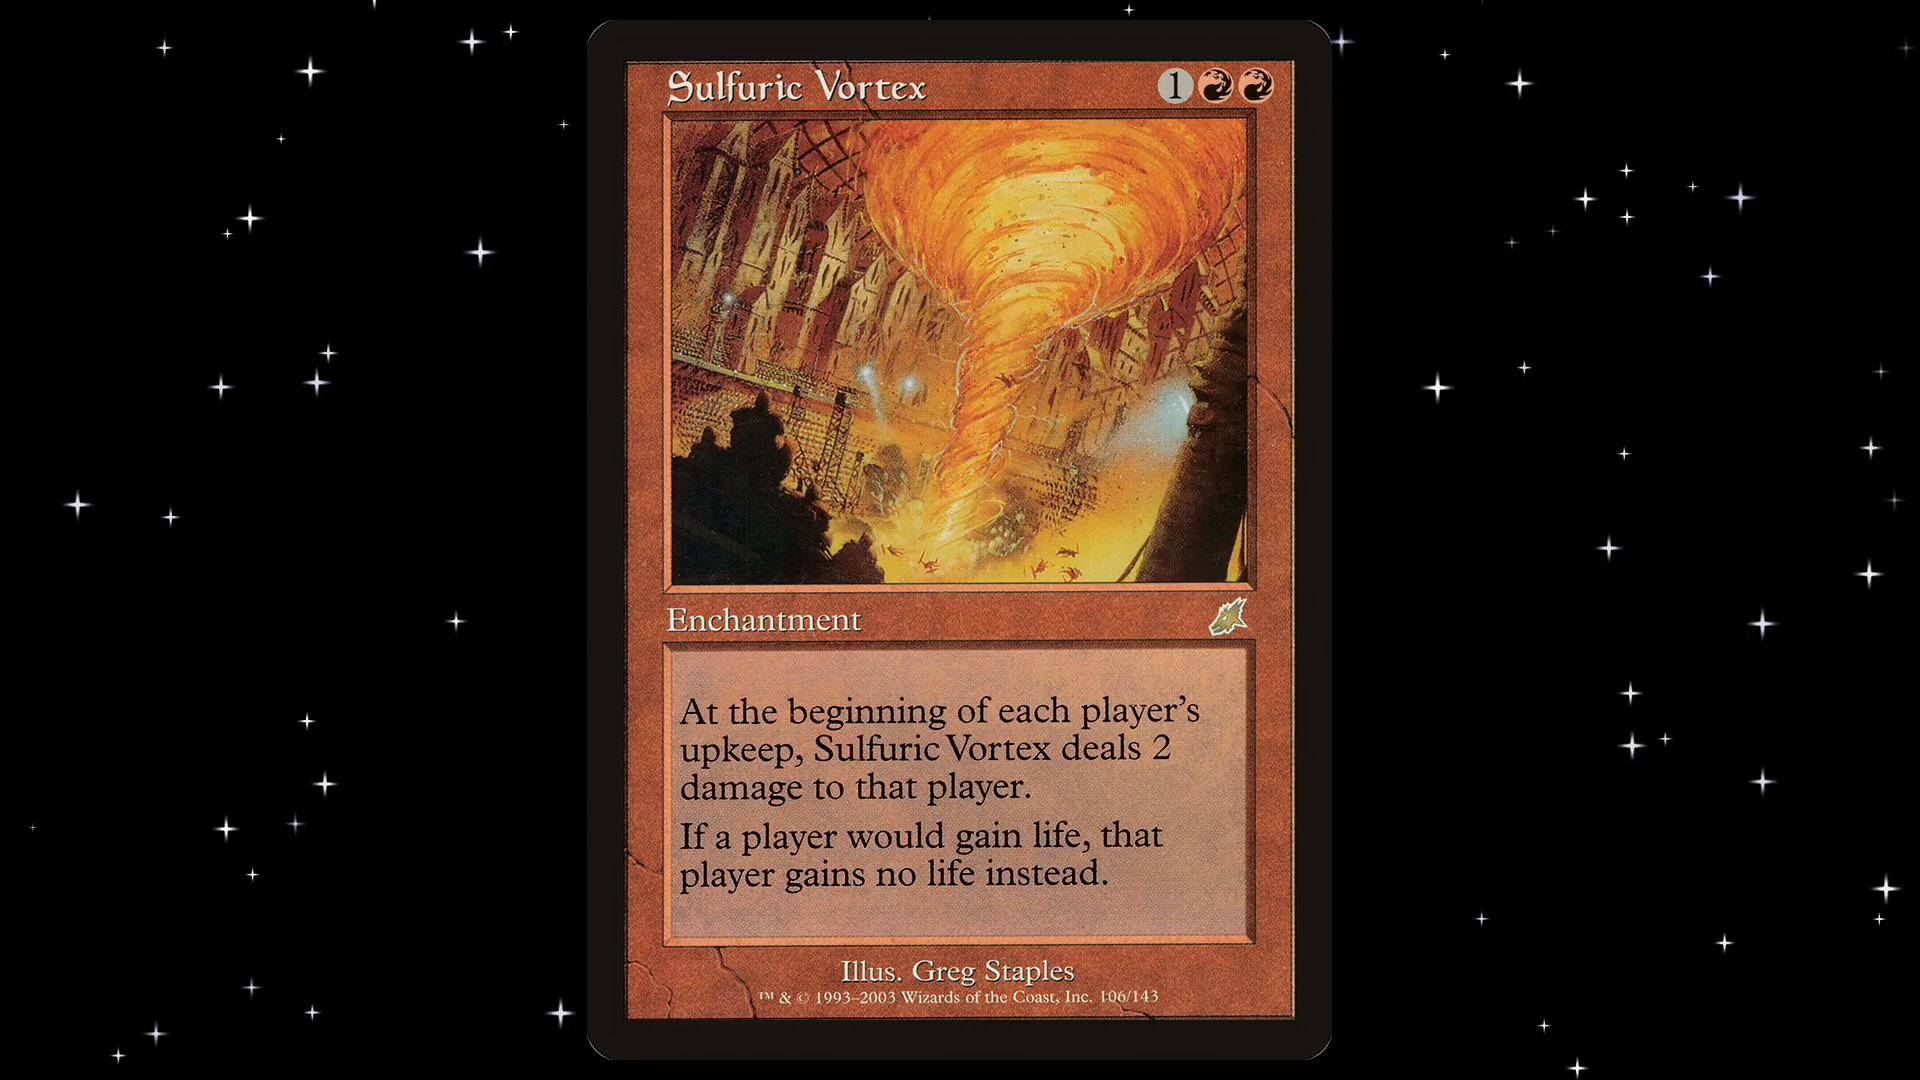 Sulfuric Vortex 1
Enchantment
At the beginning of each player’s
upkeep, Sulfuric Vortex deals 2
damage to that player.
If a player would gain life, that
player gains no life instead.
Illus. Greg Staples
™ & © 1993–2003 Wizards of the Coast, Inc. 106/143